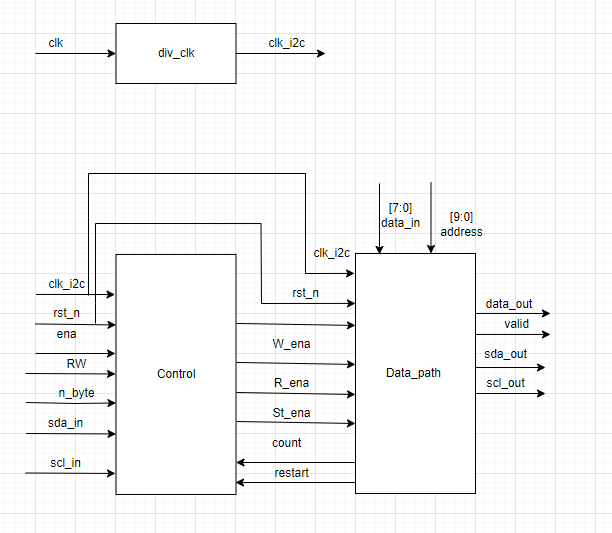 clk
div_clk
clk_i2c
[7:0]
data_in
[9:0]
address
clk_i2c
clk_i2c
rst_n
rst_n
ena
data_out
valid
W_ena
sda_out
RW
Control
Data_path
R_ena
scl_out
n_byte
St_ena
sda_in
count
scl_in
restart